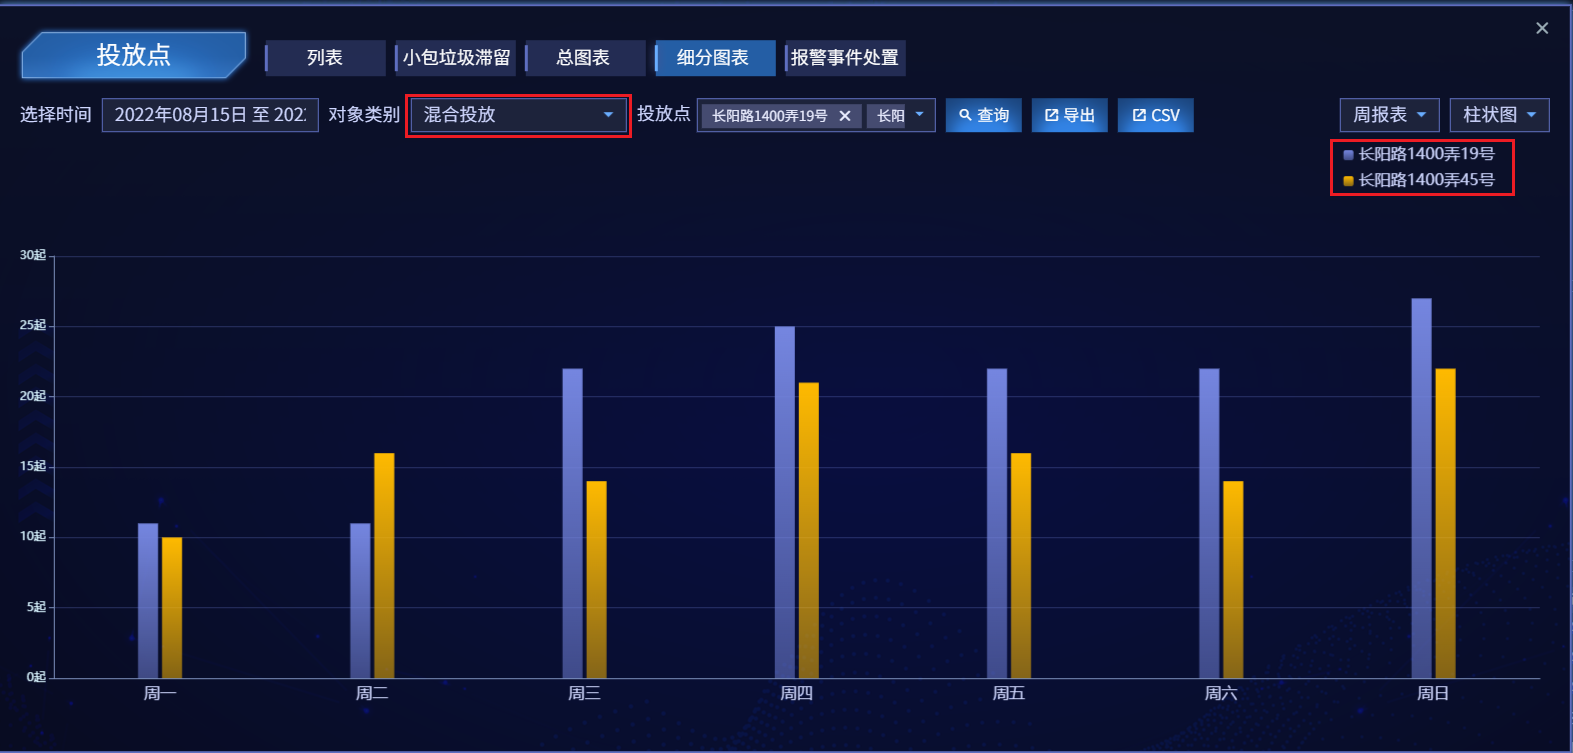 投放点
列表
小包垃圾滞留
总图表
细分图表
报警事件处置
选择时间
2022年08月15日 至 202
对象类别
混合投放
投放点
长阳路1400弄19号
长阳
查询
导出
CSV
周报表
柱状图
长阳路1400弄19号
长阳路1400弄45号
30起
25起
20起
15起
10起
5起
0起
周一
周二
周三
周四
周五
周六
周日